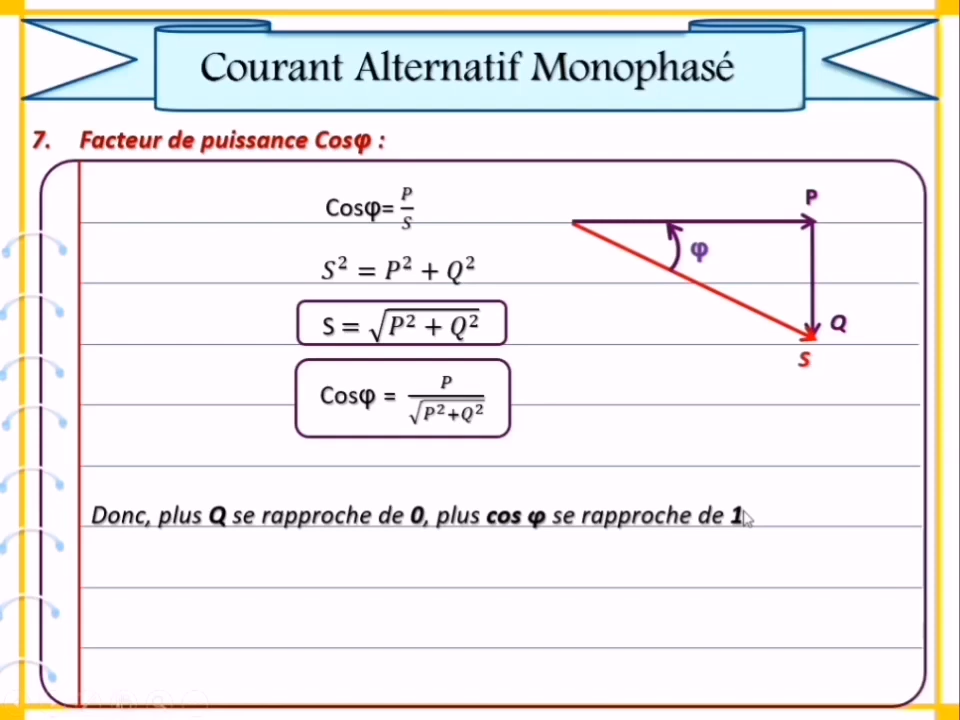 Courant Alternatif Monophasé
7. Facteur de puissance Cosφ :
Cosφ= P/S
S² = P² + Q²
S = √(P² + Q²)
Cosφ = P/√(P²+Q²)
P
φ
Q
S
Donc, plus Q se rapproche de 0, plus cos φ se rapproche de 1